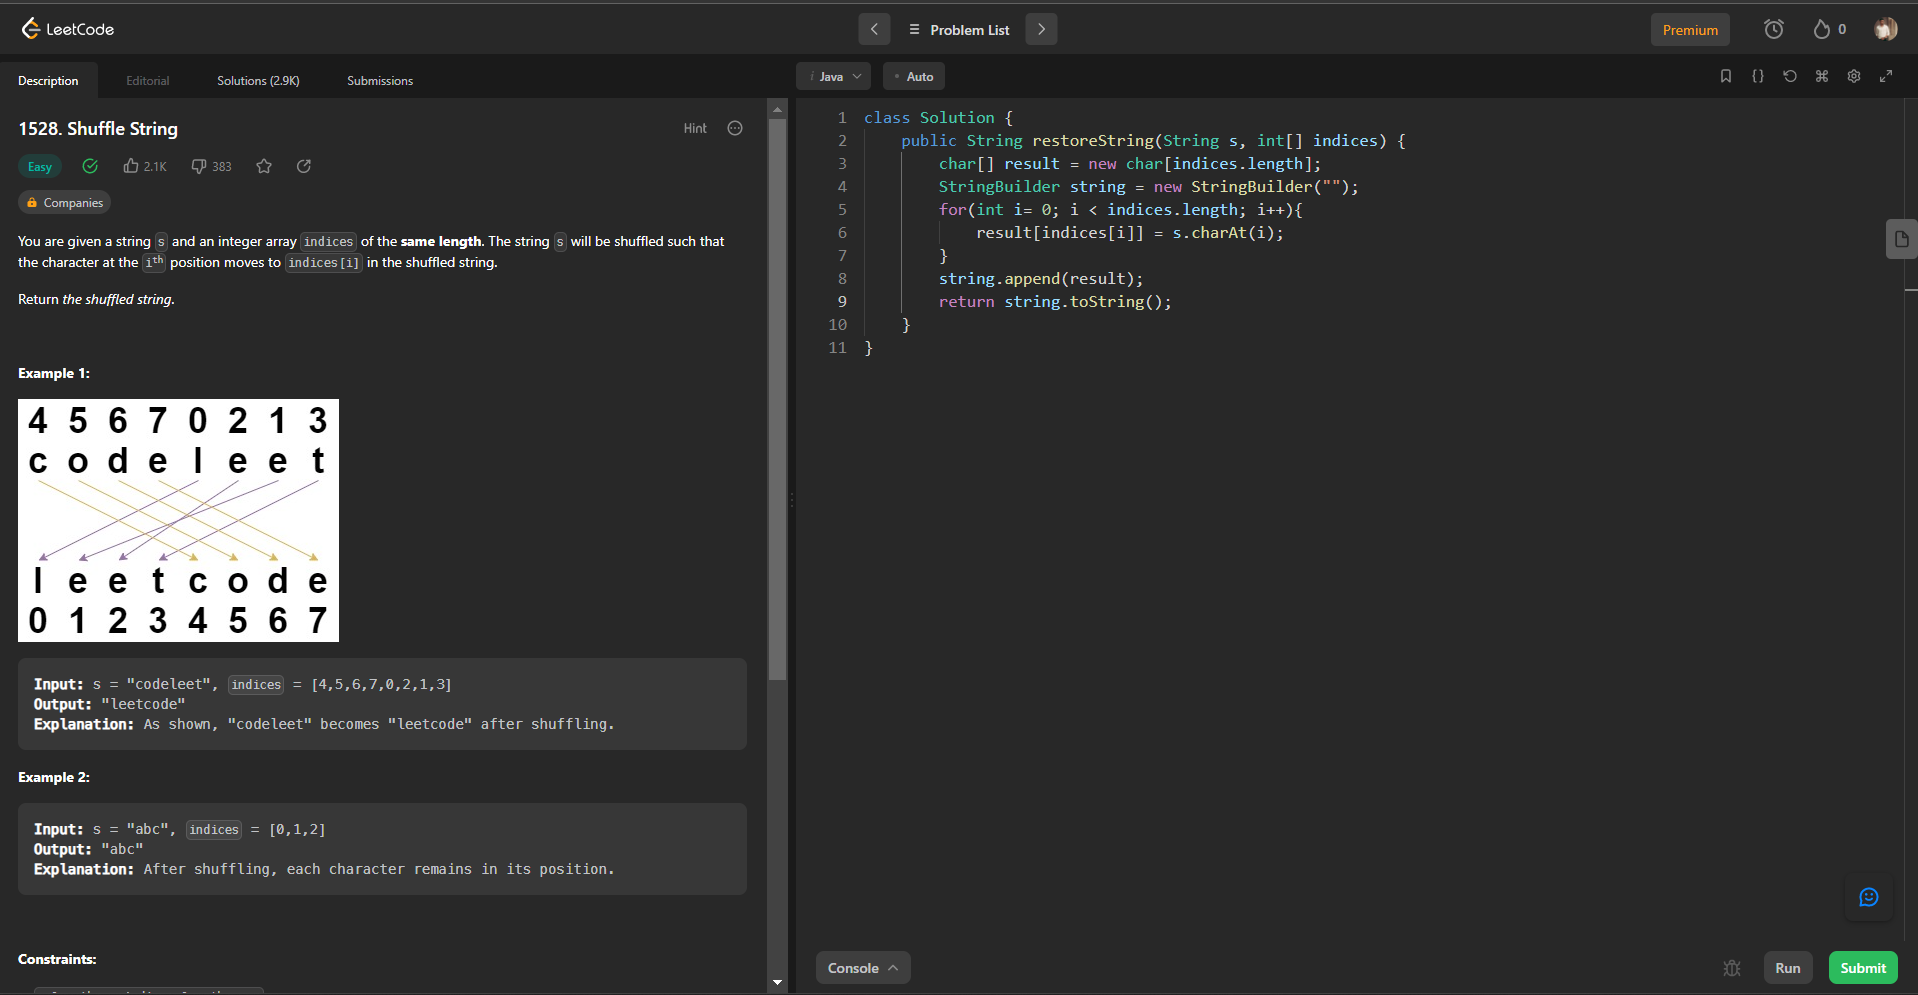 LeetCode
Problem List
Premium
0
Description Editorial Solutions (2.9K) Submissions
Java Auto
1528. Shuffle String
Hint
Easy 2.1K 383
Companies
You are given a string s and an integer array indices of the same length. The string s will be shuffled such that
the character at the ith position moves to indices[i] in the shuffled string.
Return the shuffled string.
Example 1:
4 5 6 7 0 2 1 3
c o d e l e e t
l e e t c o d e
0 1 2 3 4 5 6 7
Input: s = "codeleet", indices = [4,5,6,7,0,2,1,3]
Output: "leetcode"
Explanation: As shown, "codeleet" becomes "leetcode" after shuffling.
Example 2:
Input: s = "abc", indices = [0,1,2]
Output: "abc"
Explanation: After shuffling, each character remains in its position.
Constraints:
1 class Solution {
2 public String restoreString(String s, int[] indices) {
3 char[] result = new char[indices.length];
4 StringBuilder string = new StringBuilder("");
5 for(int i= 0; i < indices.length; i++){
6 result[indices[i]] = s.charAt(i);
7 }
8 string.append(result);
9 return string.toString();
10 }
11 }
Console
Run
Submit